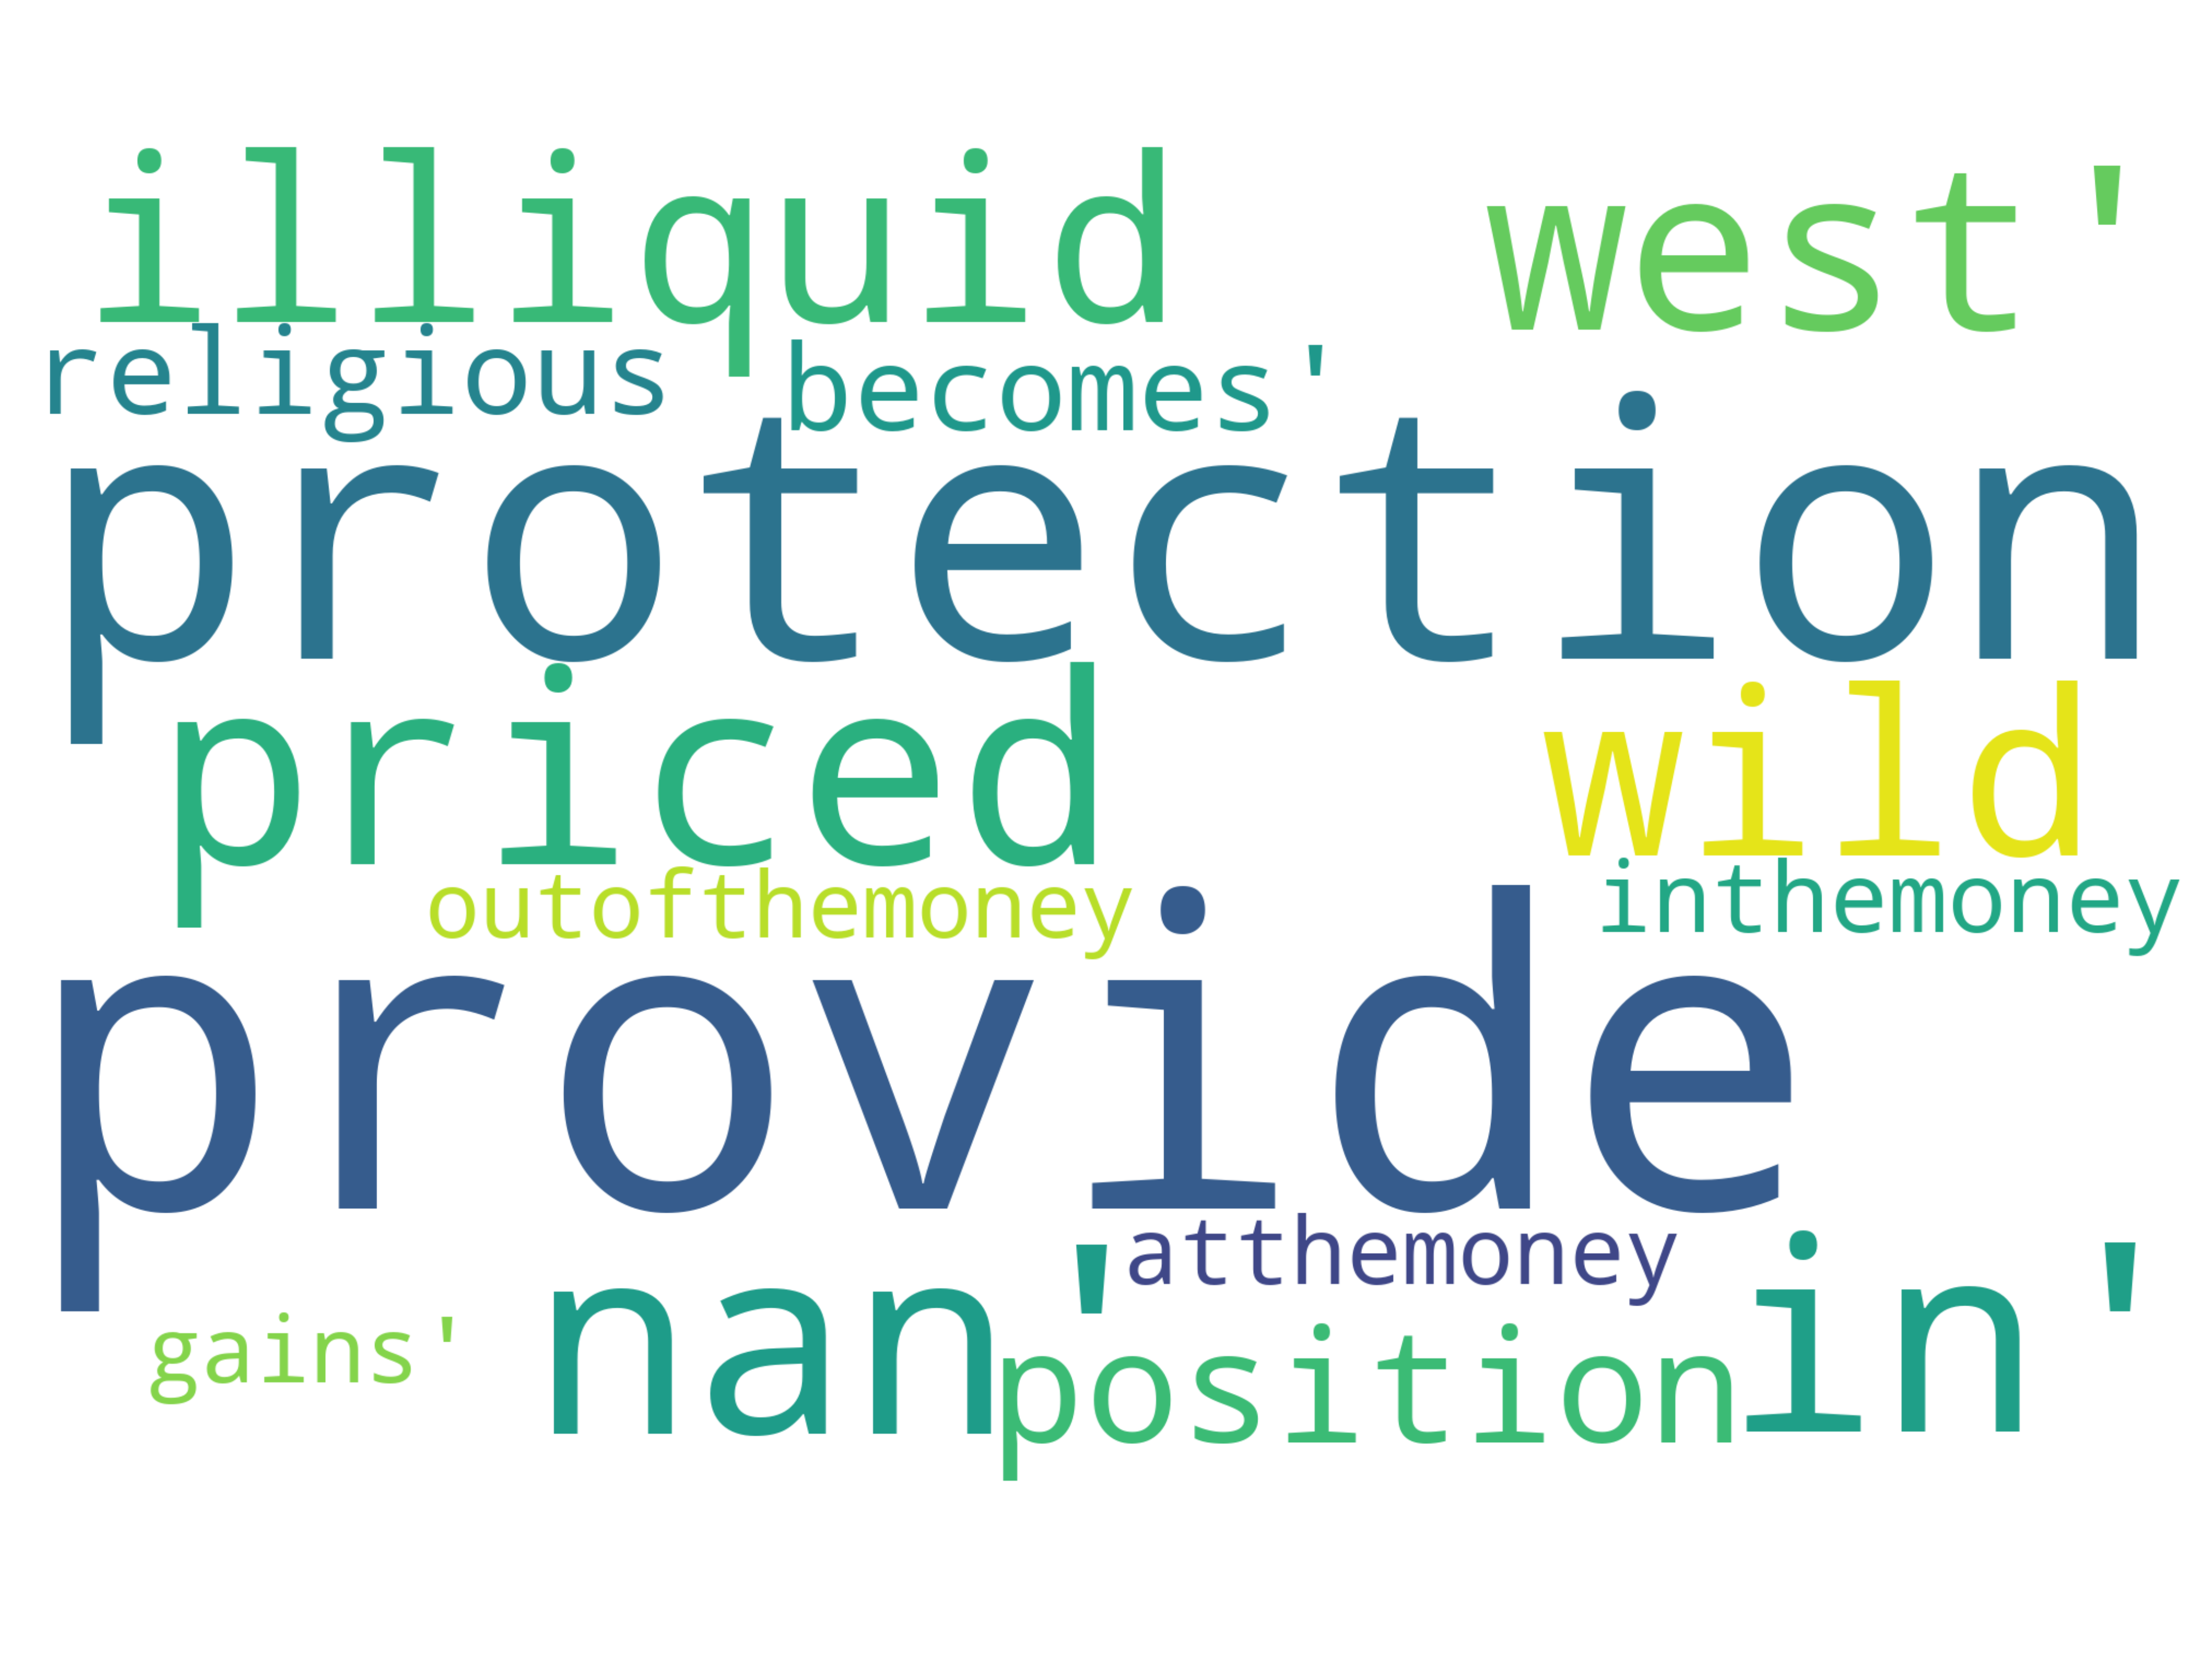 illiquid west'
religious becomes'
protection
priced wild
outofthemoney inthemoney
provide
atthemoney
gains' nan' position in'